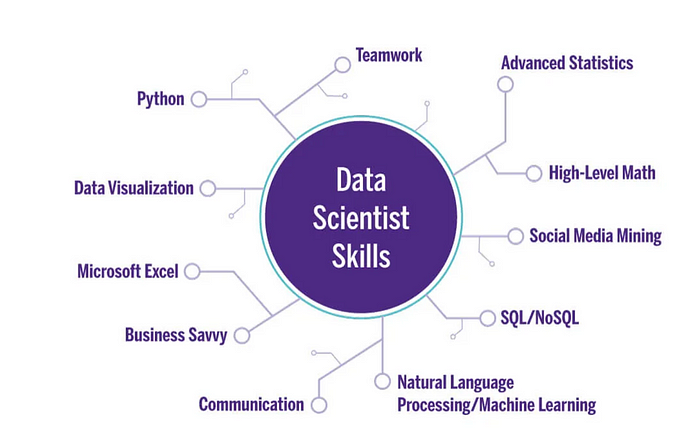 Teamwork
Advanced Statistics
Python
High-Level Math
Data Visualization
Data
Scientist
Skills
Social Media Mining
Microsoft Excel
SQL/NoSQL
Business Savvy
Natural Language
Processing/Machine Learning
Communication